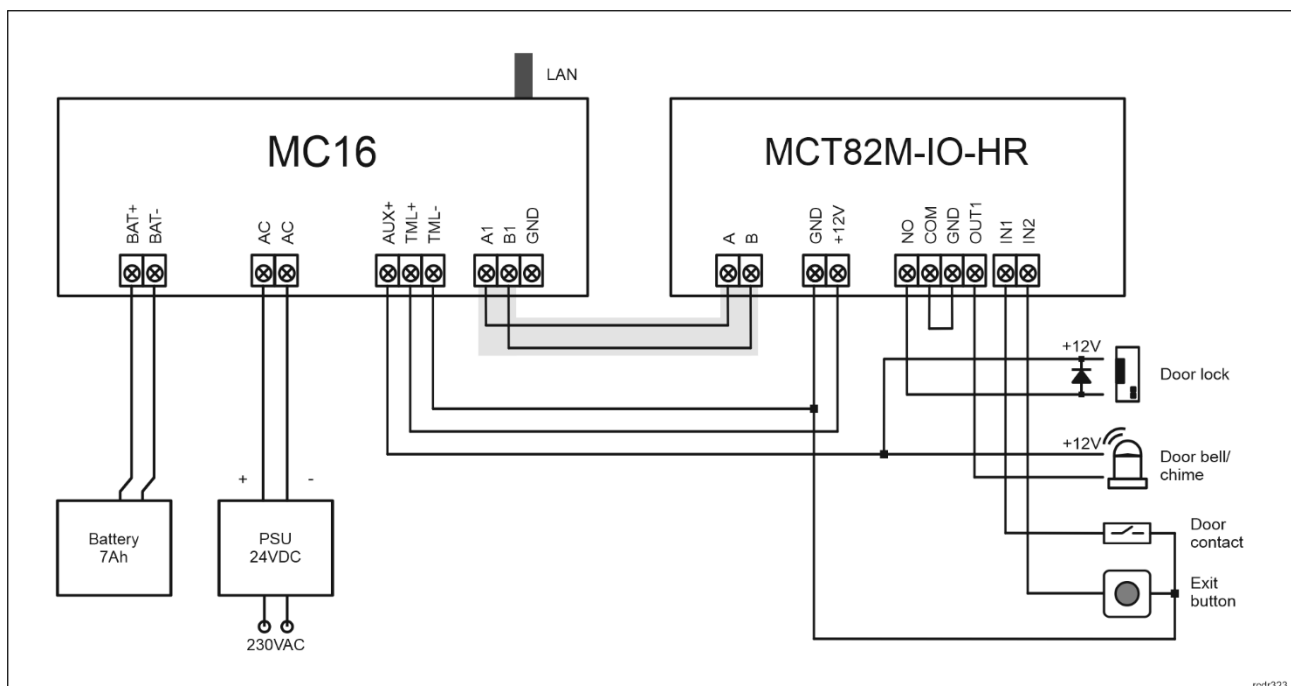 LAN
MC16
MCT82M-IO-HR
BAT+
BAT-
AC
AC
AUX+
TML+
TML-
A1
B1
GND
A
B
GND
+12V
NO
COM
GND
OUT1
IN1
IN2
+12V
Door lock
+12V
Door bell/
chime
+ -
Battery
7Ah
PSU
24VDC
Door
contact
Exit
button
230VAC
rodr323